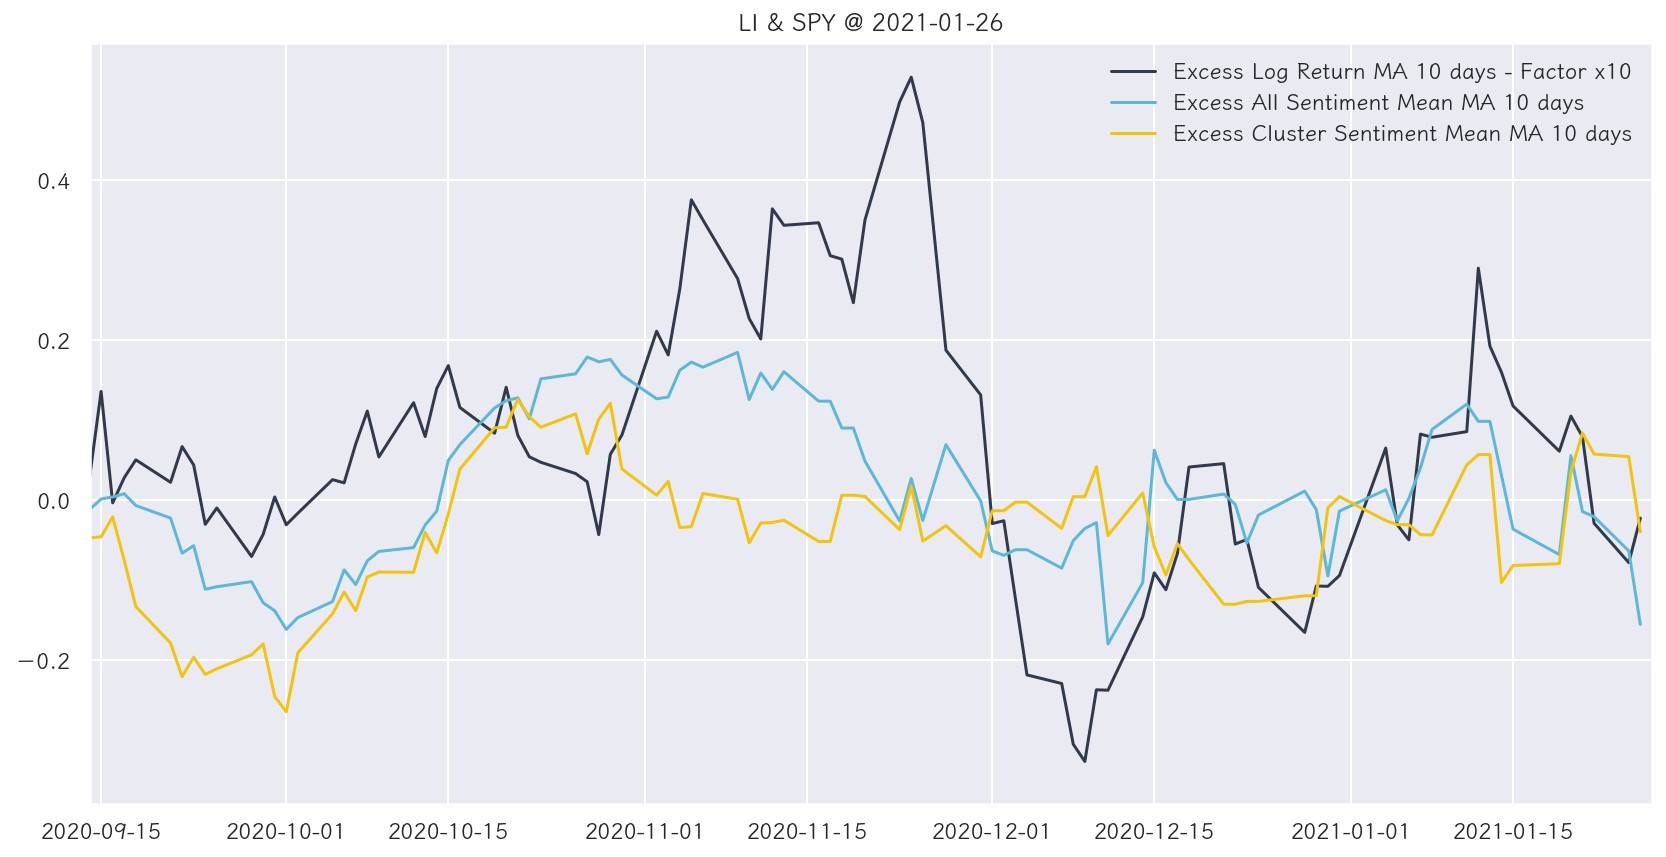 LI & SPY @ 2021-01-26
Excess Log Return MA 10 days - Factor x10
Excess All Sentiment Mean MA 10 days
Excess Cluster Sentiment Mean MA 10 days
0.4
0.2
0.0
−0.2
2020-09-15 2020-10-01 2020-10-15 2020-11-01 2020-11-15 2020-12-01 2020-12-15 2021-01-01 2021-01-15